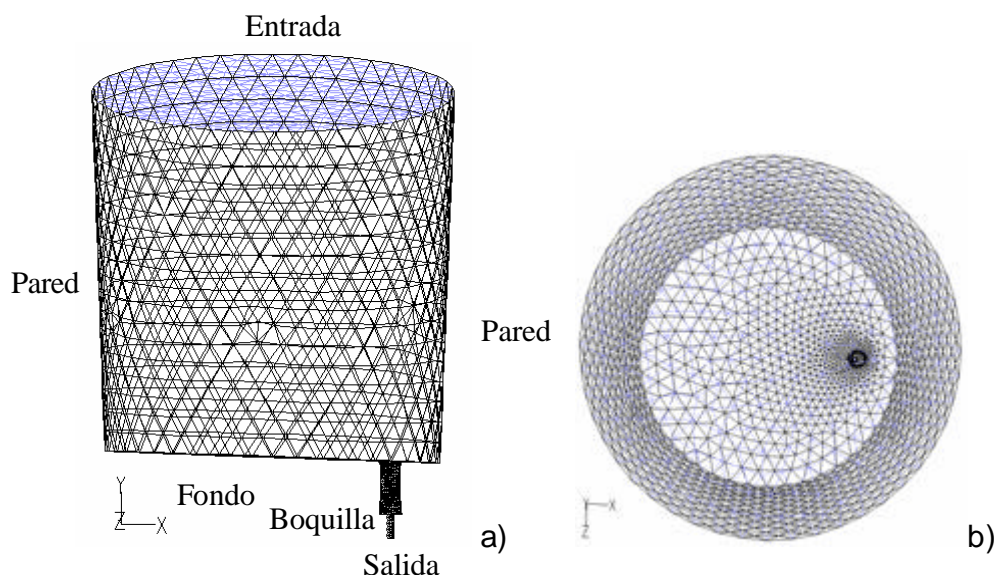 Entrada
Pared
Pared
Fondo
Boquilla
Salida
a)
b)
Y
Z
X
Y
X
Z